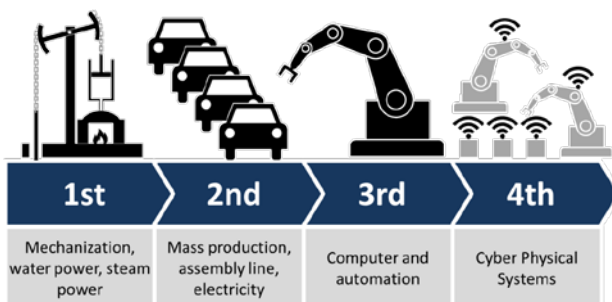 1st
2nd
3rd
4th
Mechanization,
water power, steam
power
Mass production,
assembly line,
electricity
Computer and
automation
Cyber Physical
Systems